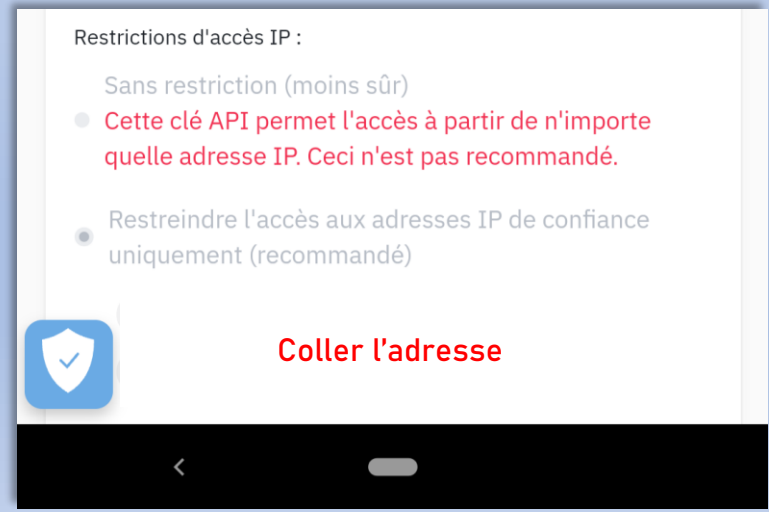 Restrictions d'accès IP :
Sans restriction (moins sûr)
Cette clé API permet l'accès à partir de n'importe
quelle adresse IP. Ceci n'est pas recommandé.
Restreindre l'accès aux adresses IP de confiance
uniquement (recommandé)
Coller l’adresse